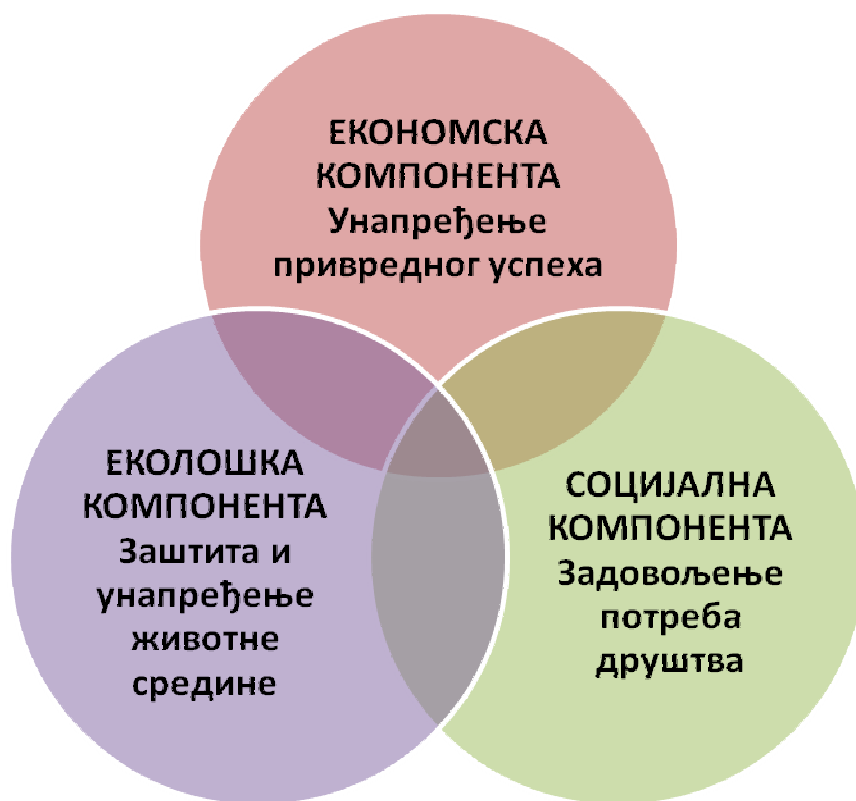 ЕКОНОМСКА
КОМПОНЕНТА
Унапређење
привредног успеха
ЕКОЛОШКА
КОМПОНЕНТА
Заштита и
унапређење
животне
средине
СОЦИЈАЛНА
КОМПОНЕНТА
Задовољење
потреба
друштва